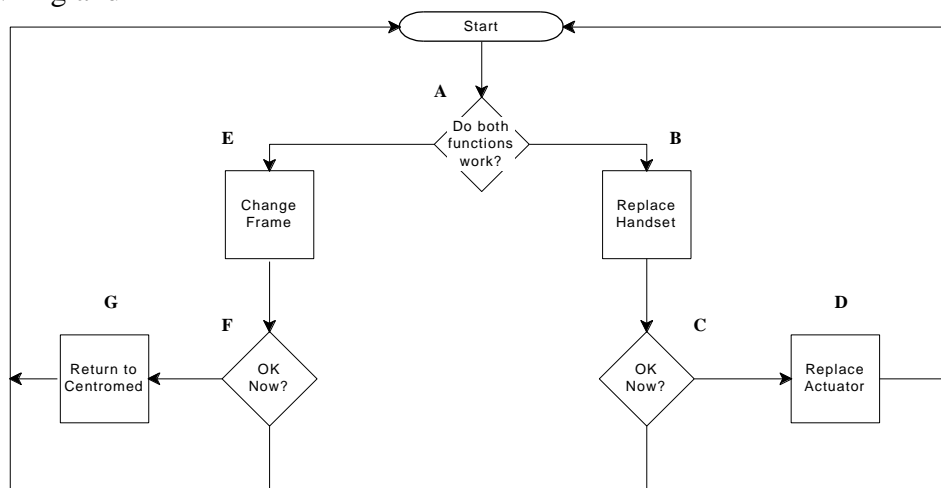 Start
A
Do both
functions
work?
E
B
Change
Frame
Replace
Handset
G
F
C
D
Return to
Centromed
OK
Now?
OK
Now?
Replace
Actuator